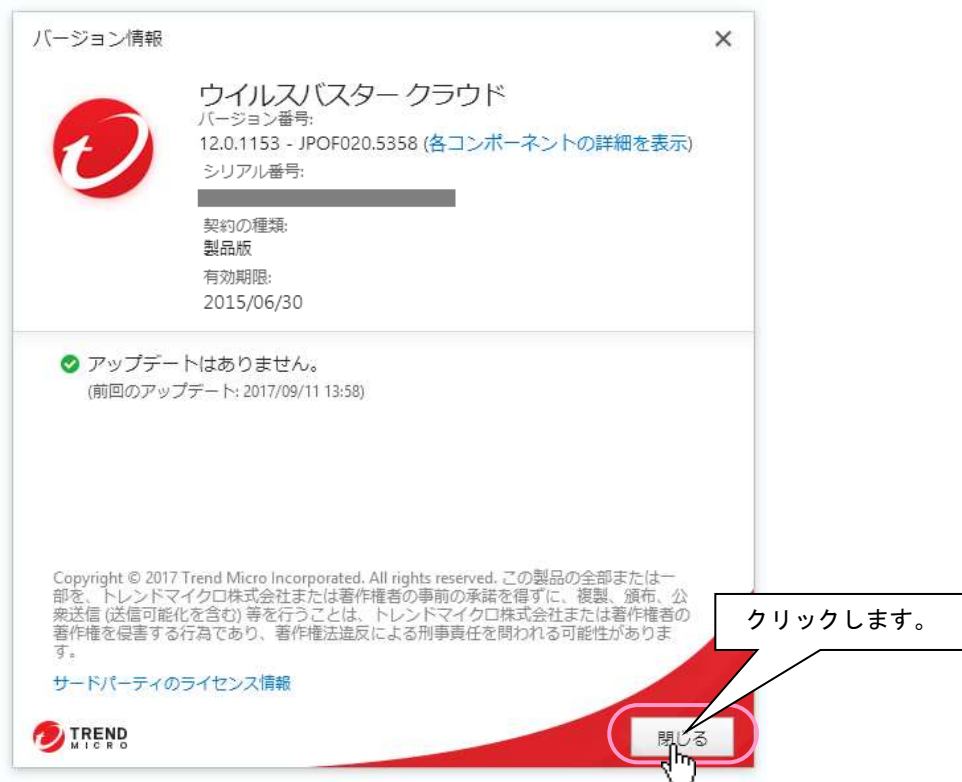 バージョン情報
ウイルスバスター クラウド
バージョン番号:
12.0.1153 - JPOF020.5358 (各コンポーネントの詳細を表示)
シリアル番号:
契約の種類:
製品版
有効期限:
2015/06/30
アップデートはありません。
(前回のアップデート: 2017/09/11 13:58)
Copyright © 2017 Trend Micro Incorporated. All rights reserved. この製品の全部または一
部を、トレンドマイクロ株式会社または著作権者の事前の承諾を得ずに、複製、頒布、公
衆送信 (送信可能化を含む) 等を行うことは、トレンドマイクロ株式会社または著作権者の
著作権を侵害する行為であり、著作権法違反による刑事責任を問われる可能性がありま
す。
クリックします。
サードパーティのライセンス情報
TREND
MICRO
閉じる